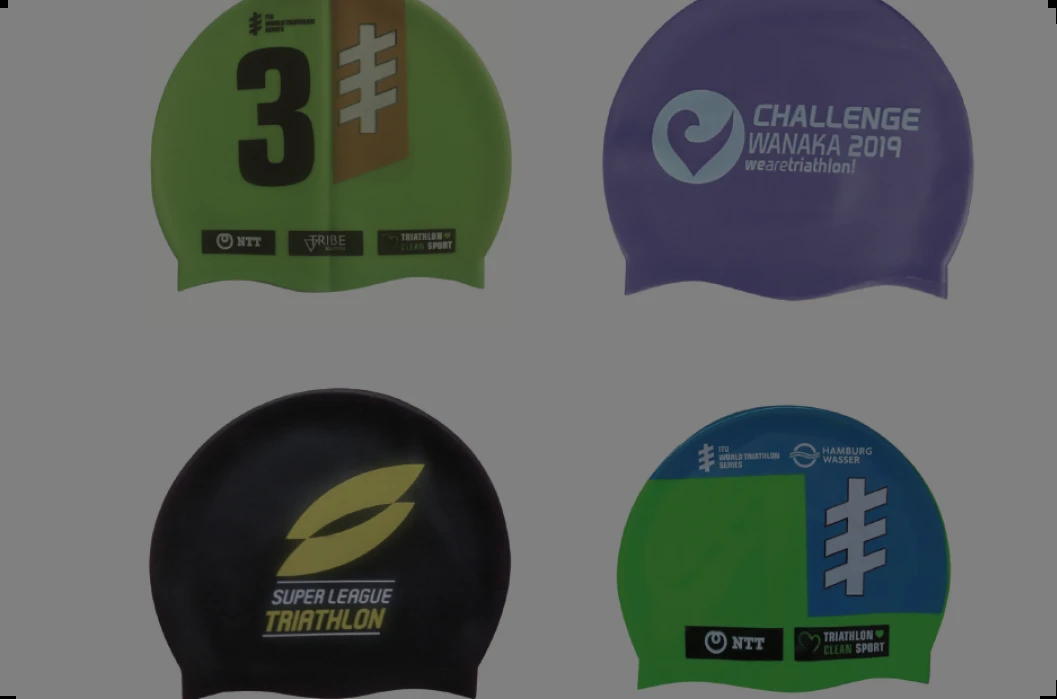 ITU
WORLD TRIATHLON
SERIES
3
NTT
TRIBE
TRIATHLON
CLEAN SPORT
CHALLENGE
WANAKA 2019
wearetriathlon!
SUPER LEAGUE
TRIATHLON
ITU
WORLD TRIATHLON
SERIES
HAMBURG
WASSER
NTT
TRIATHLON
CLEAN SPORT